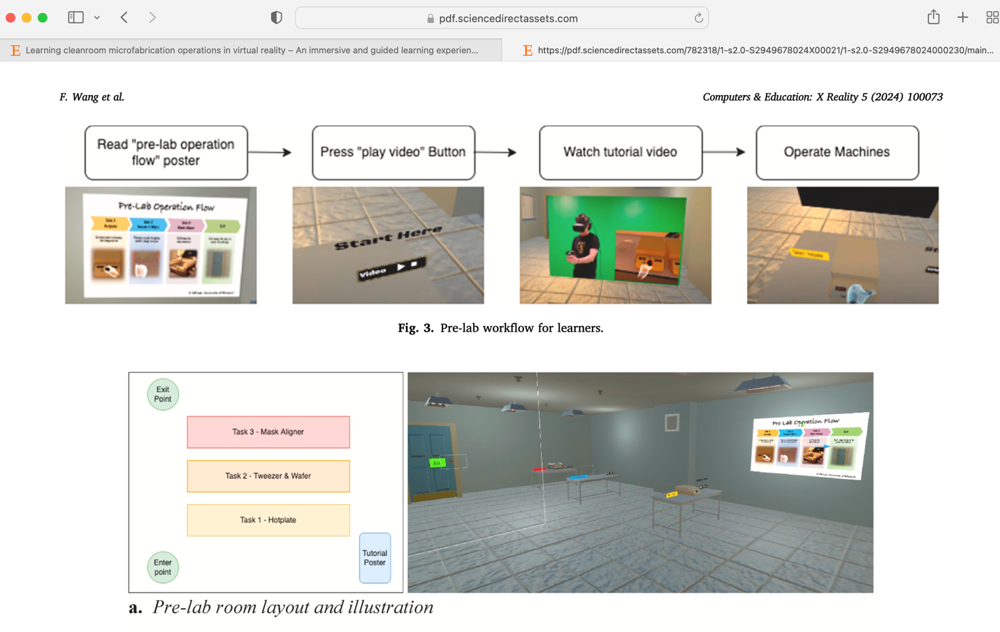 pdf.sciencedirectassets.com
Learning cleanroom microfabrication operations in virtual reality – An immersive and guided learning experien...
https://pdf.sciencedirectassets.com/782318/1-s2.0-S2949678024X00021/1-s2.0-S2949678024000230/main...
F. Wang et al.
Computers & Education: X Reality 5 (2024) 100073
Read "pre-lab operation
flow" poster
Press "play video" Button
Watch tutorial video
Operate Machines
Pre-Lab Operation Flow
Exit
Start Here
Video
Fig. 3. Pre-lab workflow for learners.
Exit
Point
Task 3 - Mask Aligner
Task 2 - Tweezer & Wafer
Task 1 - Hotplate
Tutorial
Poster
Enter
point
Exit
Pre-Lab Operation Flow
a. Pre-lab room layout and illustration